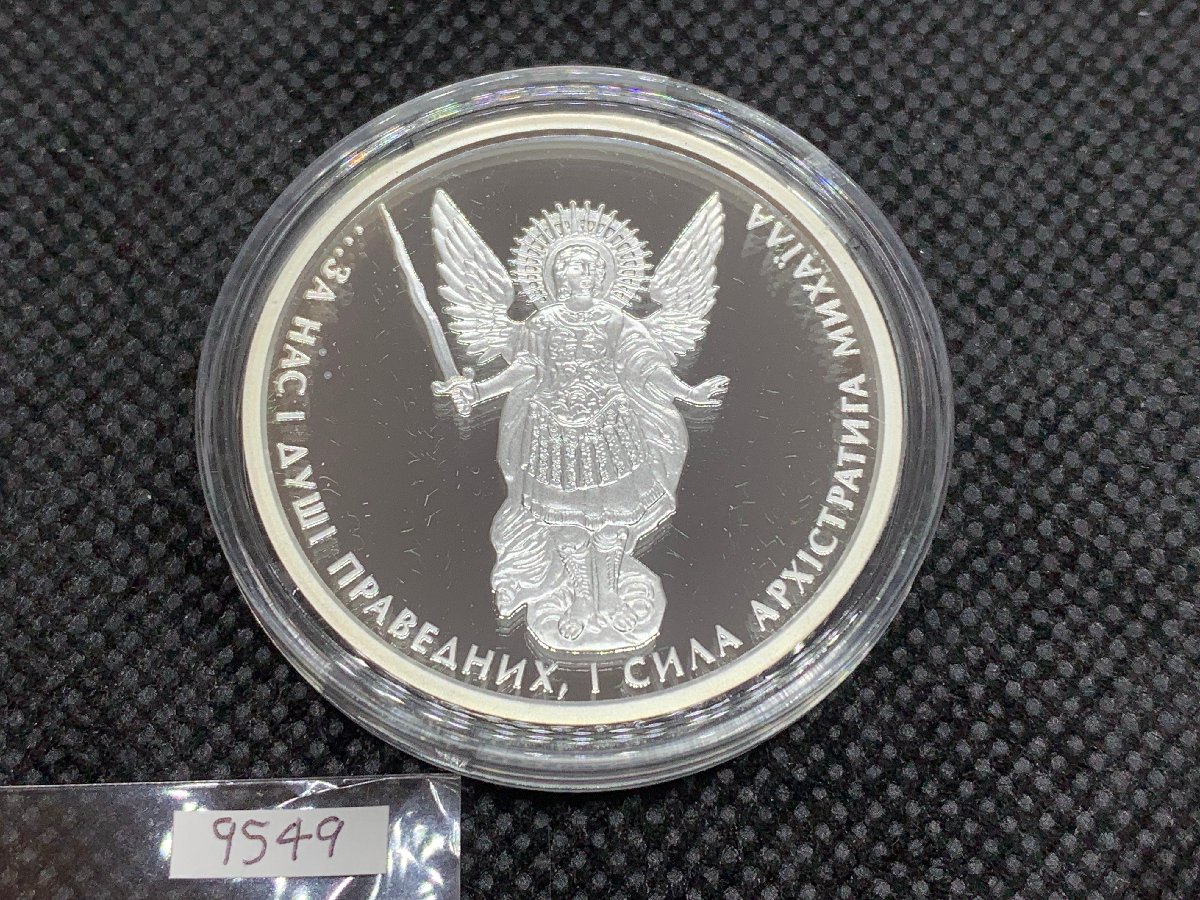 ...ЗА НАС І ДУШІ ПРАВЕДНИХ, І СИЛА АРХІСТРАТИГА МИХАЇЛА
9549